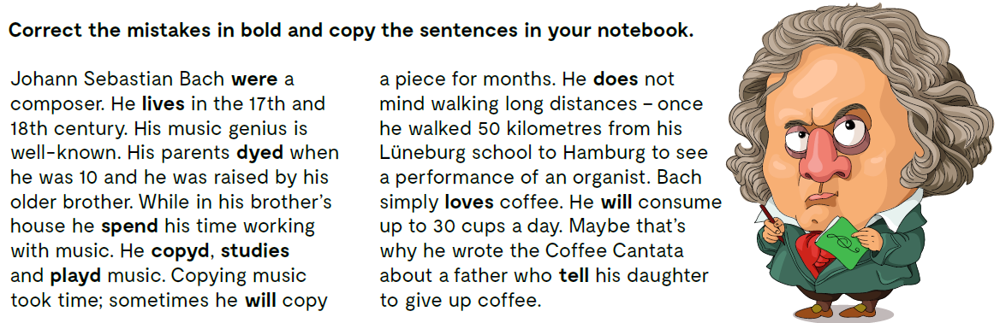 Correct the mistakes in bold and copy the sentences in your notebook.
Johann Sebastian Bach were a
composer. He lives in the 17th and
18th century. His music genius is
well-known. His parents dyed when
he was 10 and he was raised by his
older brother. While in his brother's
house he spend his time working
with music. He copyd, studies
and playd music. Copying music
took time; sometimes he will copy
a piece for months. He does not
mind walking long distances – once
he walked 50 kilometres from his
Lüneburg school to Hamburg to see
a performance of an organist. Bach
simply loves coffee. He will consume
up to 30 cups a day. Maybe that's
why he wrote the Coffee Cantata
about a father who tell his daughter
to give up coffee.